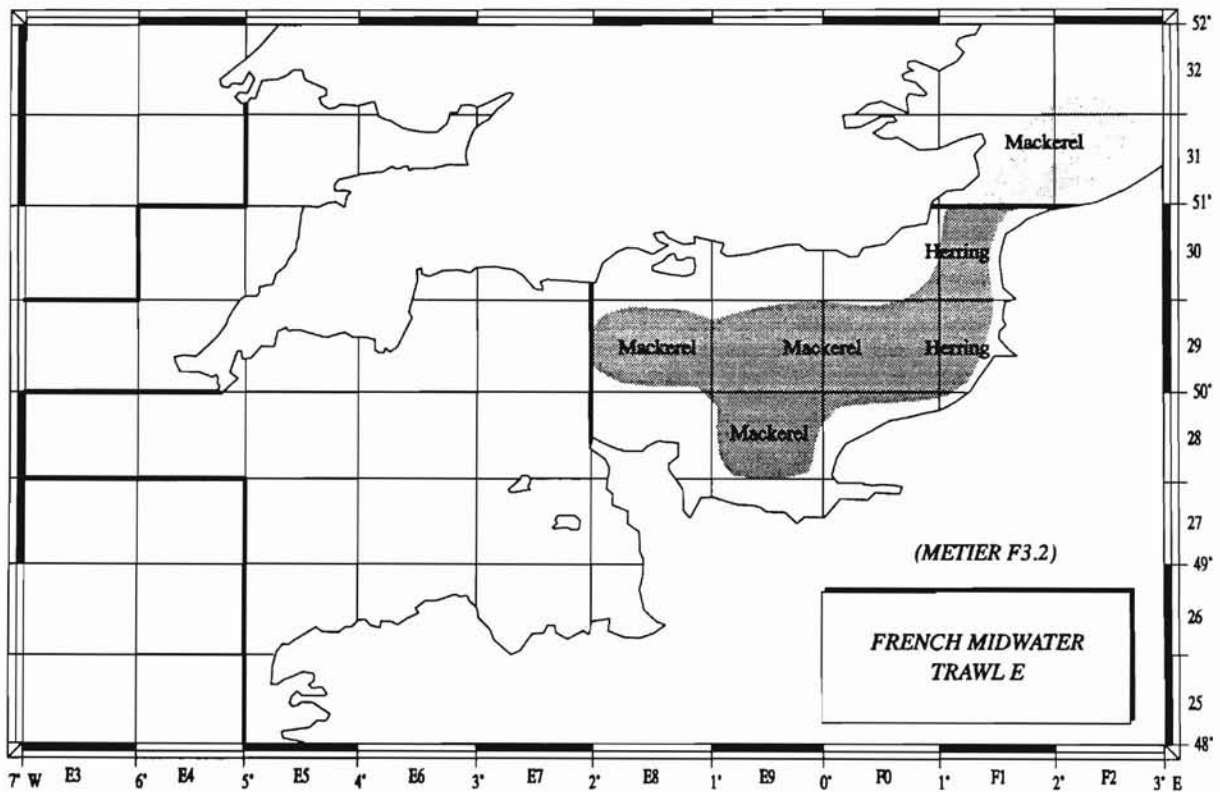 52°
32
Mackerel
31
51°
Herring
30
Mackerel Mackerel Herring
29
50°
Mackerel
28
27
(METIER F3.2)
49°
26
FRENCH MIDWATER
TRAWL E
25
48°
7° W E3 6° E4 5° E5 4° E6 3° E7 2° E8 1° E9 0° F0 1° F1 2° F2 3° E